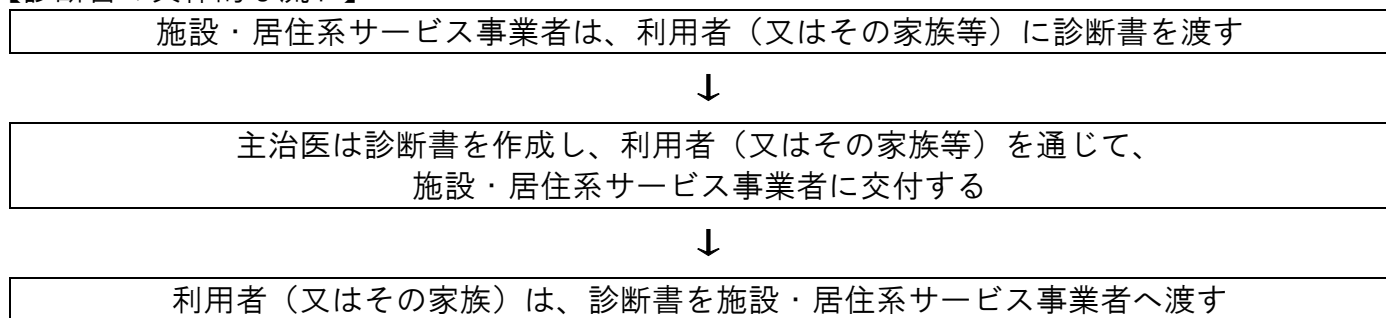 施設・居住系サービス事業者は、利用者（又はその家族等）に診断書を渡す
↓
主治医は診断書を作成し、利用者（又はその家族等）を通じて、
施設・居住系サービス事業者に交付する
↓
利用者（又はその家族）は、診断書を施設・居住系サービス事業者へ渡す